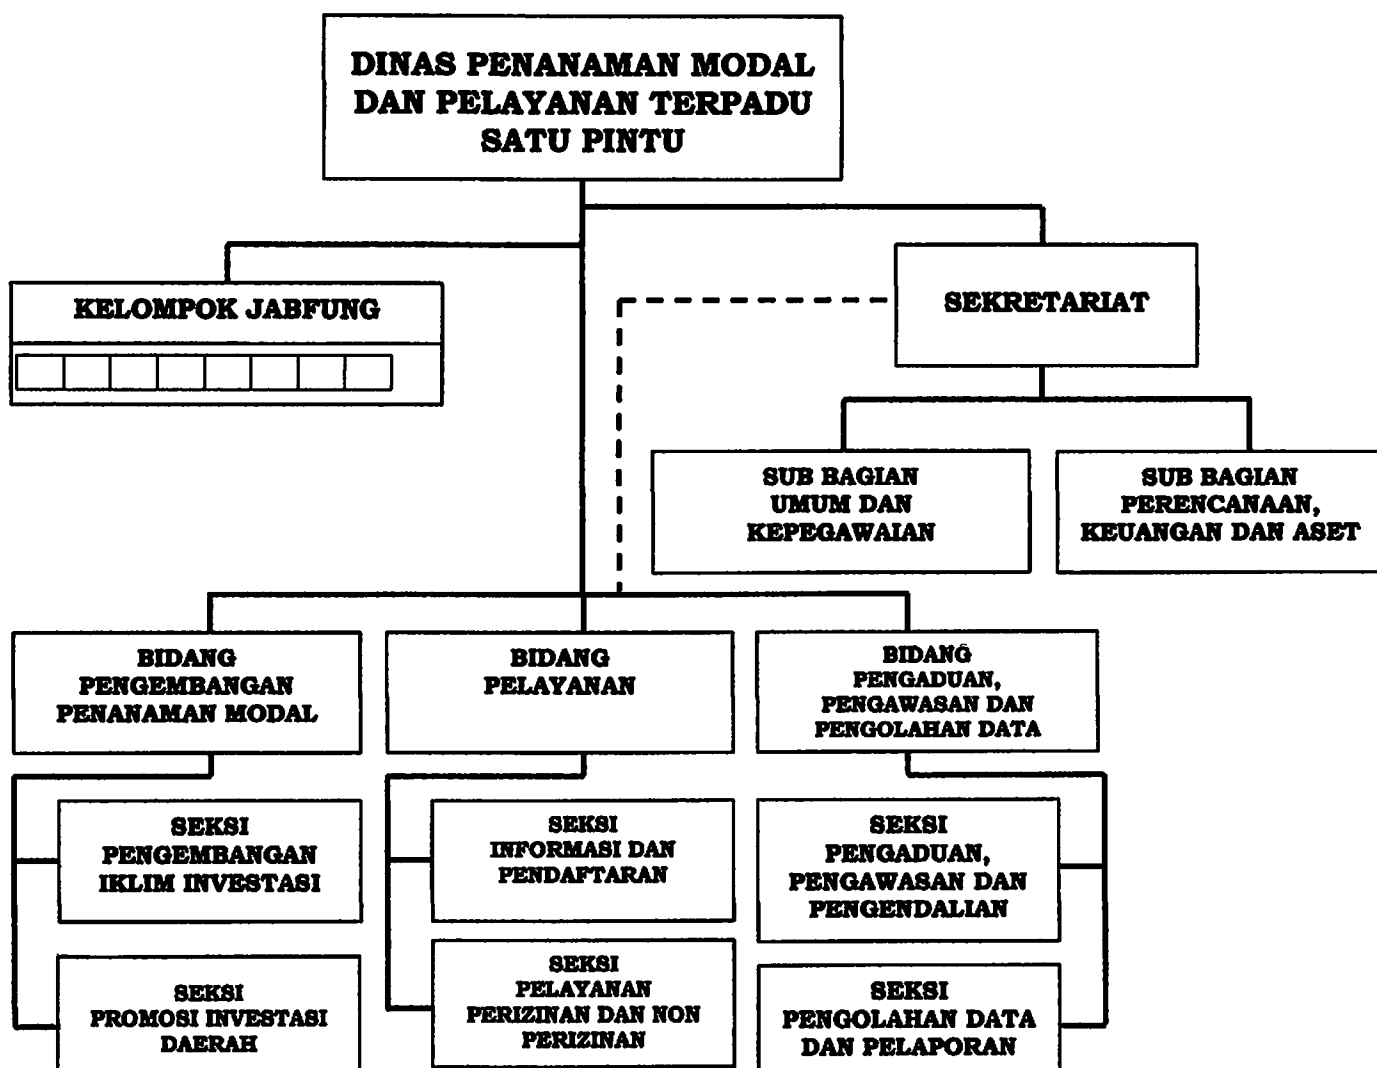 DINAS PENANAMAN MODAL
DAN PELAYANAN TERPADU
SATU PINTU
KELOMPOK JABFUNG
SEKRETARIAT
SUB BAGIAN
UMUM DAN
KEPEGAWAIAN
SUB BAGIAN
PERENCANAAN,
KEUANGAN DAN ASET
BIDANG
PENGEMBANGAN
PENANAMAN MODAL
BIDANG
PELAYANAN
BIDANG
PENGADUAN,
PENGAWASAN DAN
PENGOLAHAN DATA
SEKSI
PENGEMBANGAN
IKLIM INVESTASI
SEKSI
INFORMASI DAN
PENDAFTARAN
SEKSI
PENGADUAN,
PENGAWASAN DAN
PENGENDALIAN
SEKSI
PROMOSI INVESTASI
DAERAH
SEKSI
PELAYANAN
PERIZINAN DAN NON
PERIZINAN
SEKSI
PENGOLAHAN DATA
DAN PELAPORAN